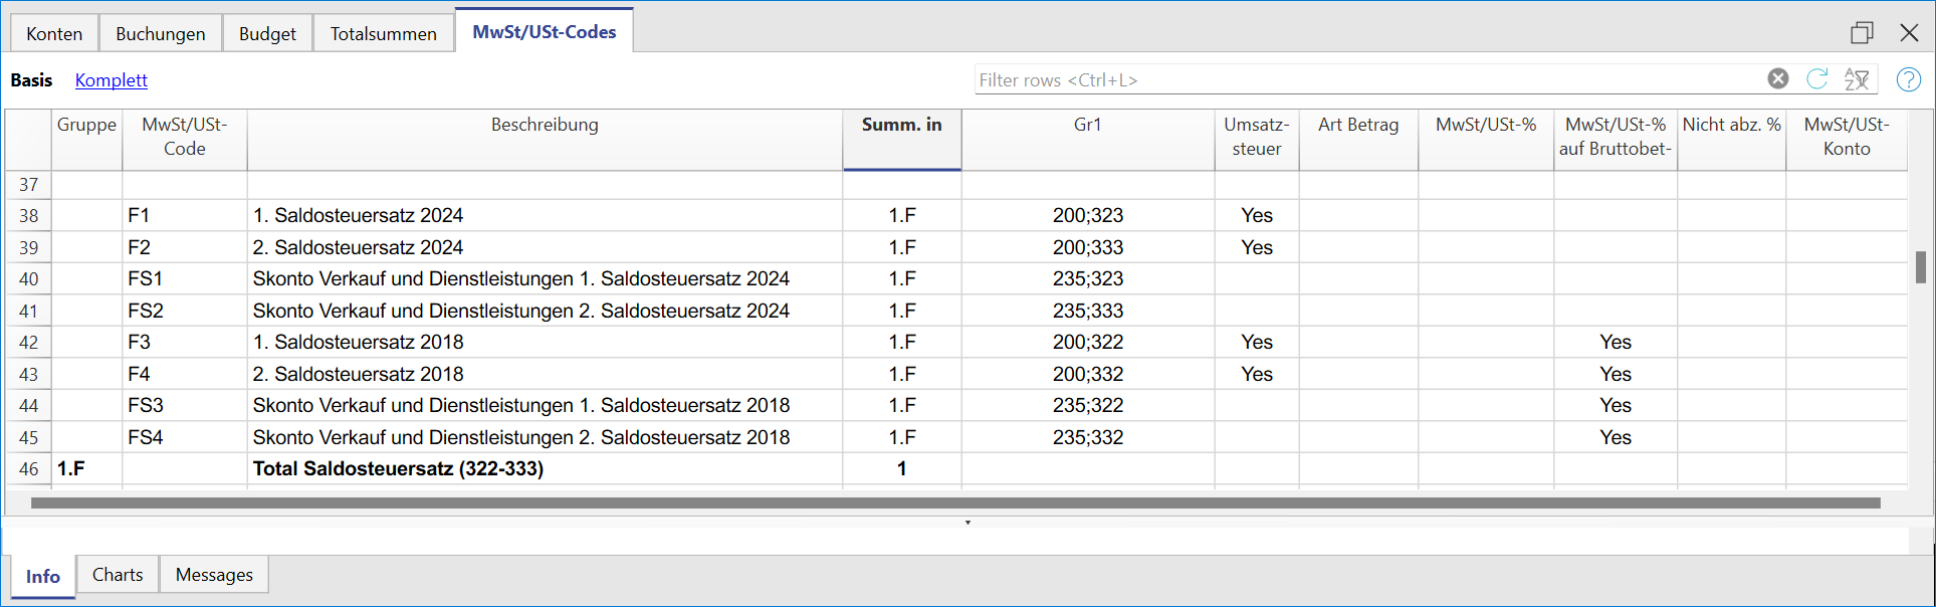 Konten Buchungen Budget Totalsummen MwSt/USt-Codes
Basis Komplett Filter rows <Ctrl+L>
Gruppe MwSt/USt-Code Beschreibung Summ. in Gr1 Umsatz-steuer Art Betrag MwSt/USt-% MwSt/USt-% auf Bruttobet- Nicht abz. % MwSt/USt-Konto
37
38 F1 1. Saldosteuersatz 2024 1.F 200;323 Yes
39 F2 2. Saldosteuersatz 2024 1.F 200;333 Yes
40 FS1 Skonto Verkauf und Dienstleistungen 1. Saldosteuersatz 2024 1.F 235;323
41 FS2 Skonto Verkauf und Dienstleistungen 2. Saldosteuersatz 2024 1.F 235;333
42 F3 1. Saldosteuersatz 2018 1.F 200;322 Yes Yes
43 F4 2. Saldosteuersatz 2018 1.F 200;332 Yes Yes
44 FS3 Skonto Verkauf und Dienstleistungen 1. Saldosteuersatz 2018 1.F 235;322 Yes
45 FS4 Skonto Verkauf und Dienstleistungen 2. Saldosteuersatz 2018 1.F 235;332 Yes
46 1.F Total Saldosteuersatz (322-333) 1
Info Charts Messages